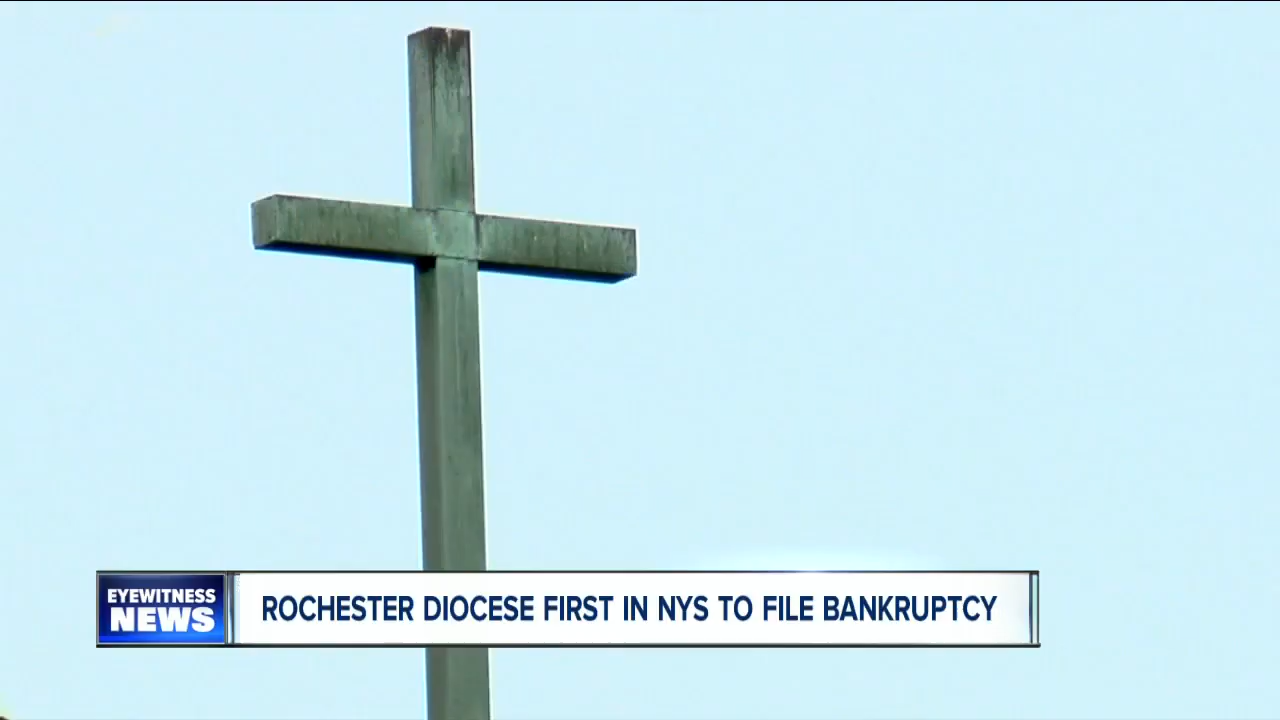 EYEWITNESS
NEWS
ROCHESTER DIOCESE FIRST IN NYS TO FILE BANKRUPTCY